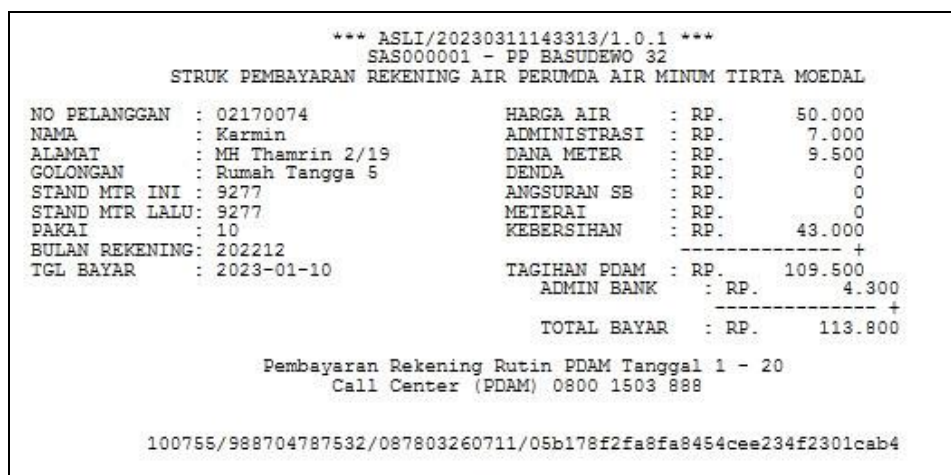 *** ASLI/20230311143313/1.0.1 ***
SAS000001 - PP BASUDEWO 32
STRUK PEMBAYARAN REKENING AIR PERUMDA AIR MINUM TIRTA MOEDAL
NO PELANGGAN : 02170074 HARGA AIR : RP. 50.000
NAMA : Karmin ADMINISTRASI : RP. 7.000
ALAMAT : MH Thamrin 2/19 DANA METER : RP. 9.500
GOLONGAN : Rumah Tangga 5 DENDA : RP. 0
STAND MTR INI : 9277 ANGSURAN SB : RP. 0
STAND MTR LALU: 9277 METERAI : RP. 0
PAKAI : 10 KEBERSIHAN : RP. 43.000
BULAN REKENING: 202212 --------------- +
TGL BAYAR : 2023-01-10 TAGIHAN PDAM : RP. 109.500
ADMIN BANK : RP. 4.300
--------------- +
TOTAL BAYAR : RP. 113.800
Pembayaran Rekening Rutin PDAM Tanggal 1 - 20
Call Center (PDAM) 0800 1503 888
100755/988704787532/087803260711/05b178f2fa8fa8454cee234f2301cab4